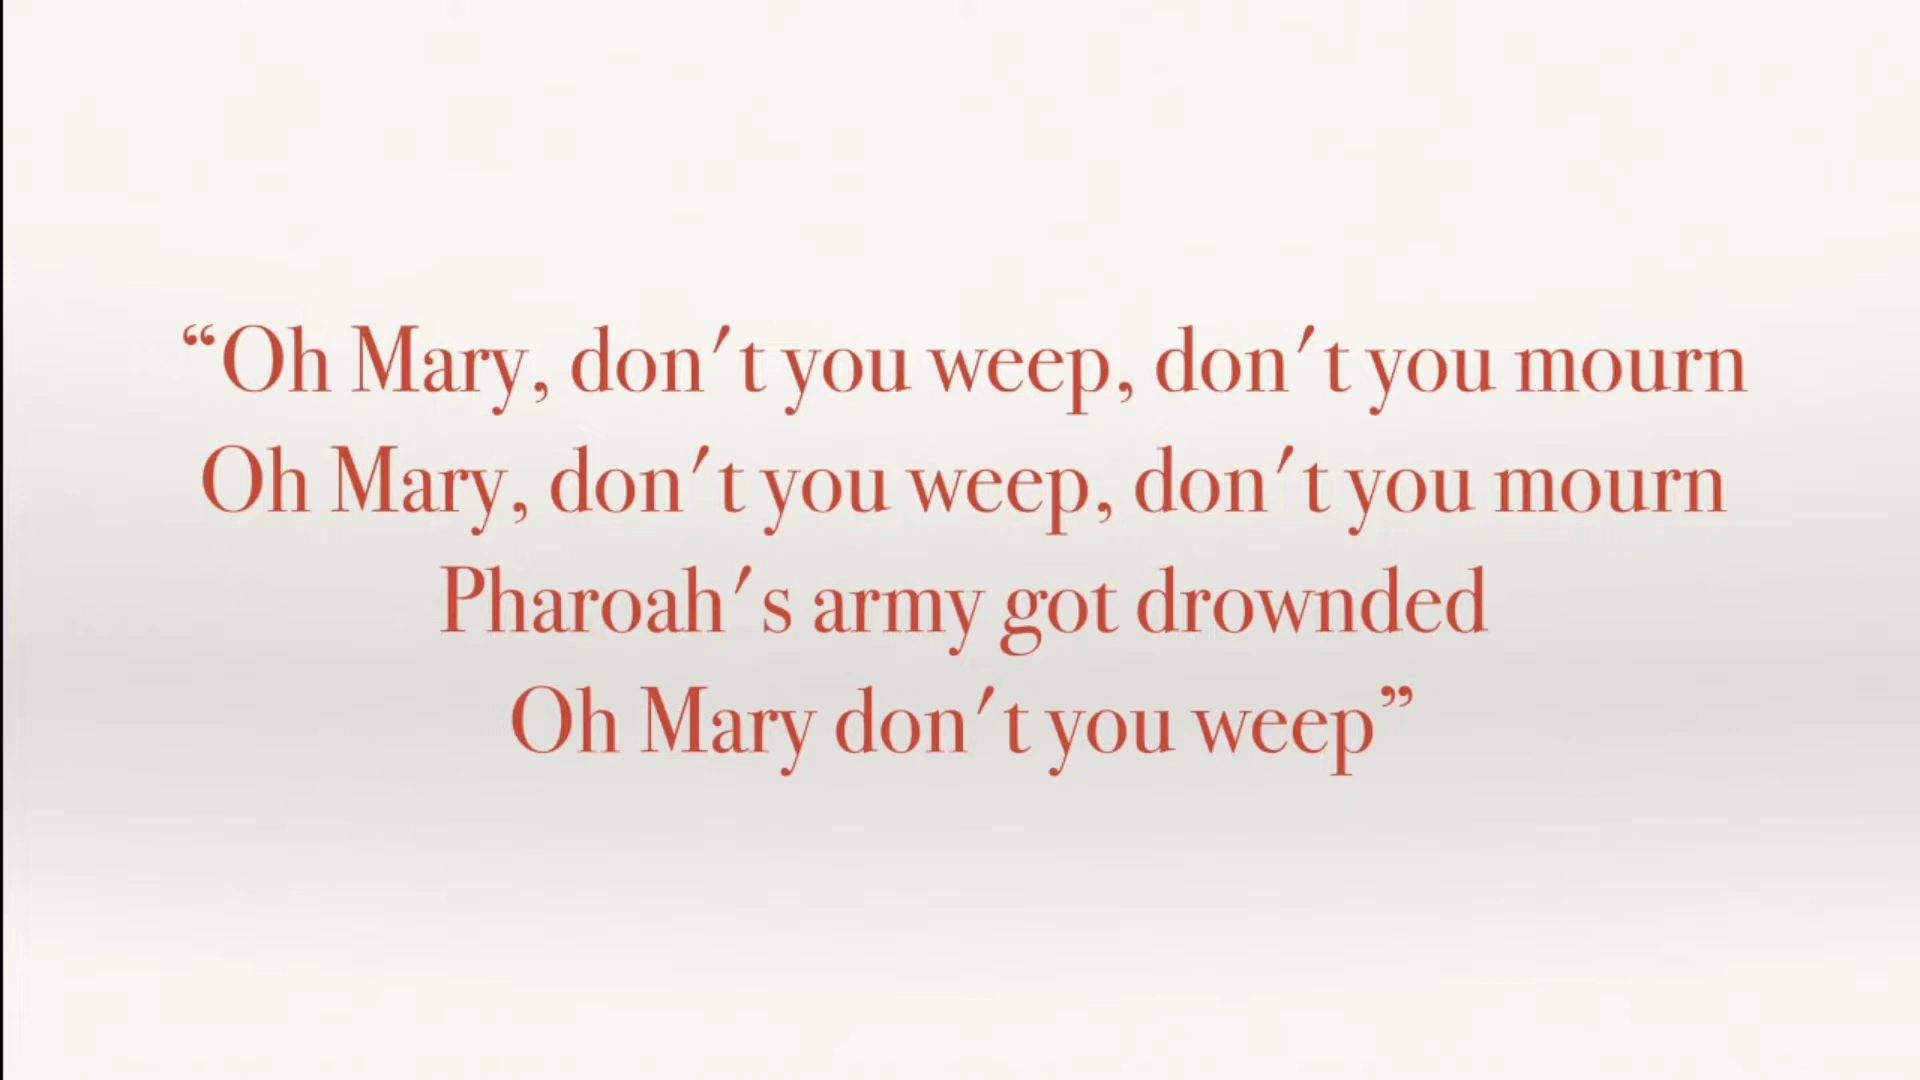 “Oh Mary, don't you weep, don't you mourn
Oh Mary, don't you weep, don't you mourn
Pharoah's army got drownded
Oh Mary don't you weep”